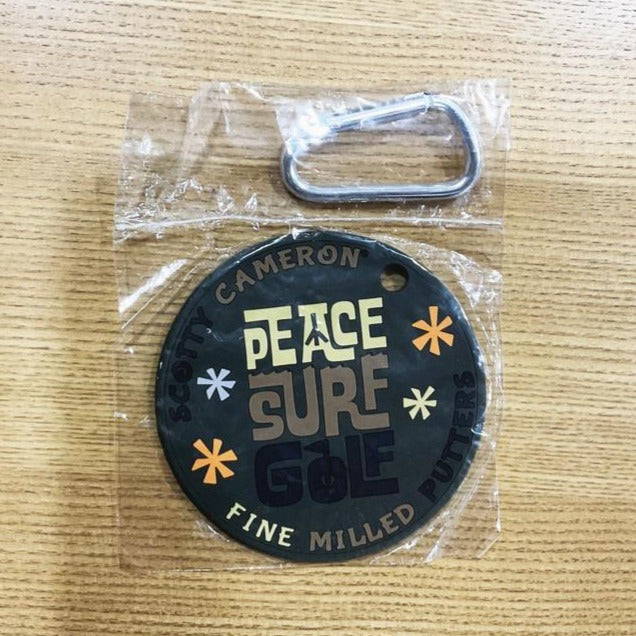 SCOTTY CAMERON®
PEACE
SURF
GOLF
FINE MILLED PUTTERS